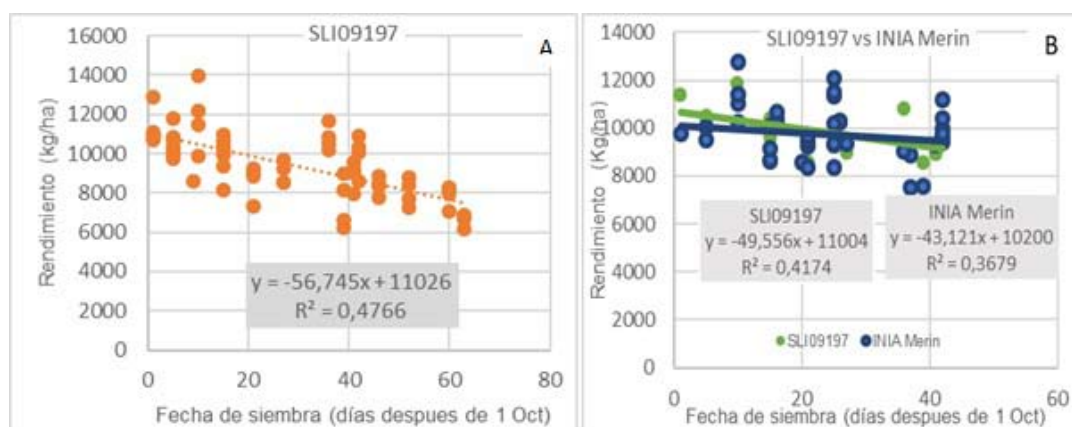 SLI09197
A
Rendimiento (kg/ha)
16000
14000
12000
10000
8000
6000
4000
2000
0
y = -56,745x + 11026
R² = 0,4766
0 20 40 60 80
Fecha de siembra (días despues de 1 Oct)
SLI09197 vs INIA Merin
B
Rendimiento (Kg/ha)
14000
12000
10000
8000
6000
4000
2000
0
SLI09197
y = -49,556x + 11004
R² = 0,4174
INIA Merin
y = -43,121x + 10200
R² = 0,3679
SLI09197 INIA Merin
0 20 40 60
Fecha de siembra (días despues de 1 Oct)